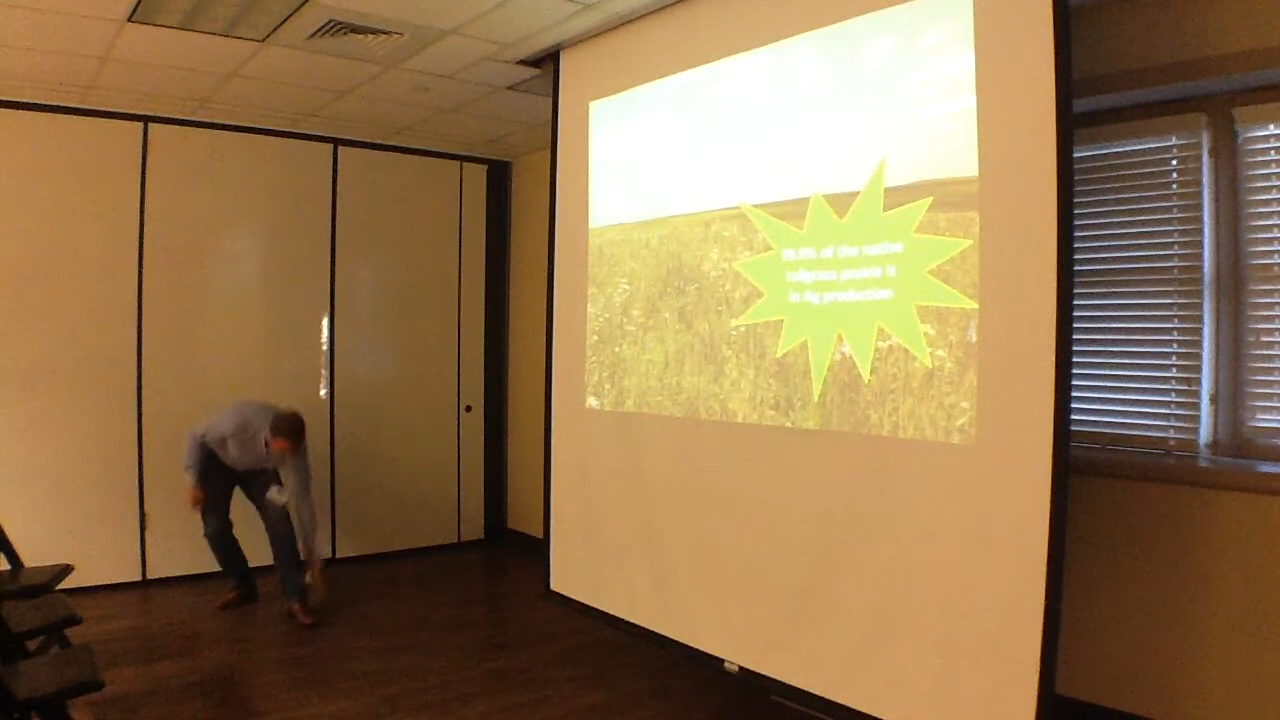 99.9% of the native
tallgrass prairie is
in Ag production